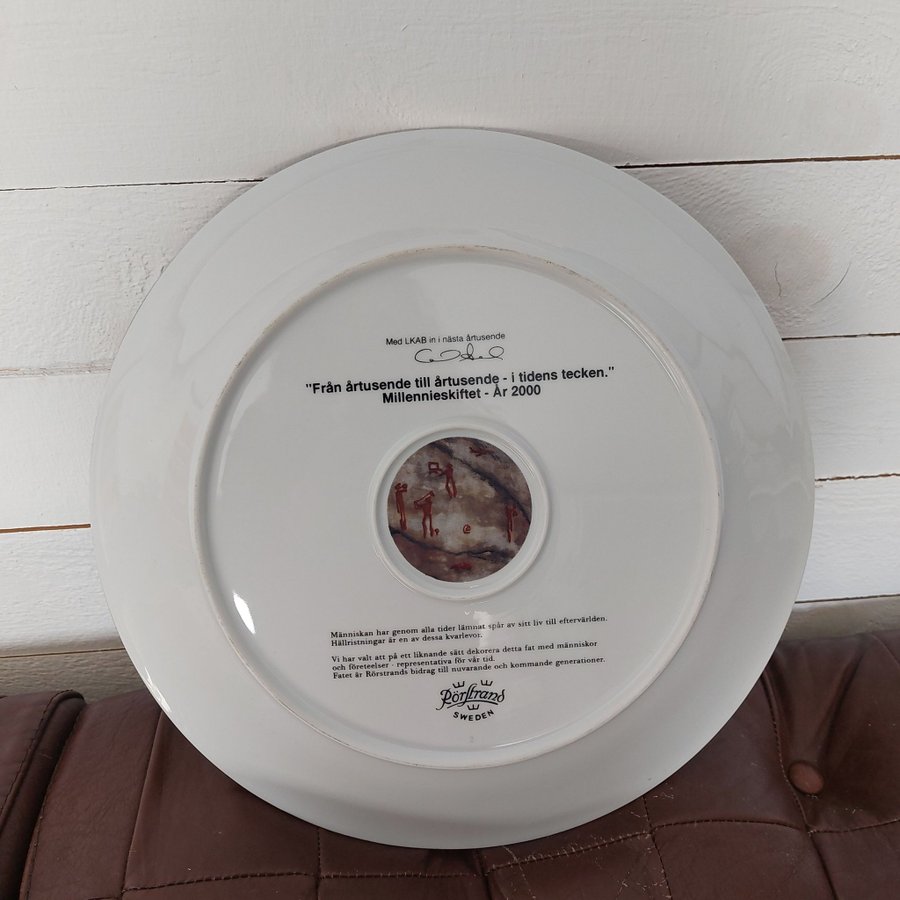 Med LKAB in i nästa årtusende
"Från årtusende till årtusende - i tidens tecken."
Millennieskiftet - År 2000
Människan har genom alla tider lämnat spår av sitt liv till eftervärlden.
Hällristningar är en av dessa kvarlevor.
Vi har valt att på ett liknande sätt dekorera detta fat med människor
och företeelser - representativa för vår tid.
Fatet är Rörstrands bidrag till nuvarande och kommande generationer.
Rörstrand
SWEDEN